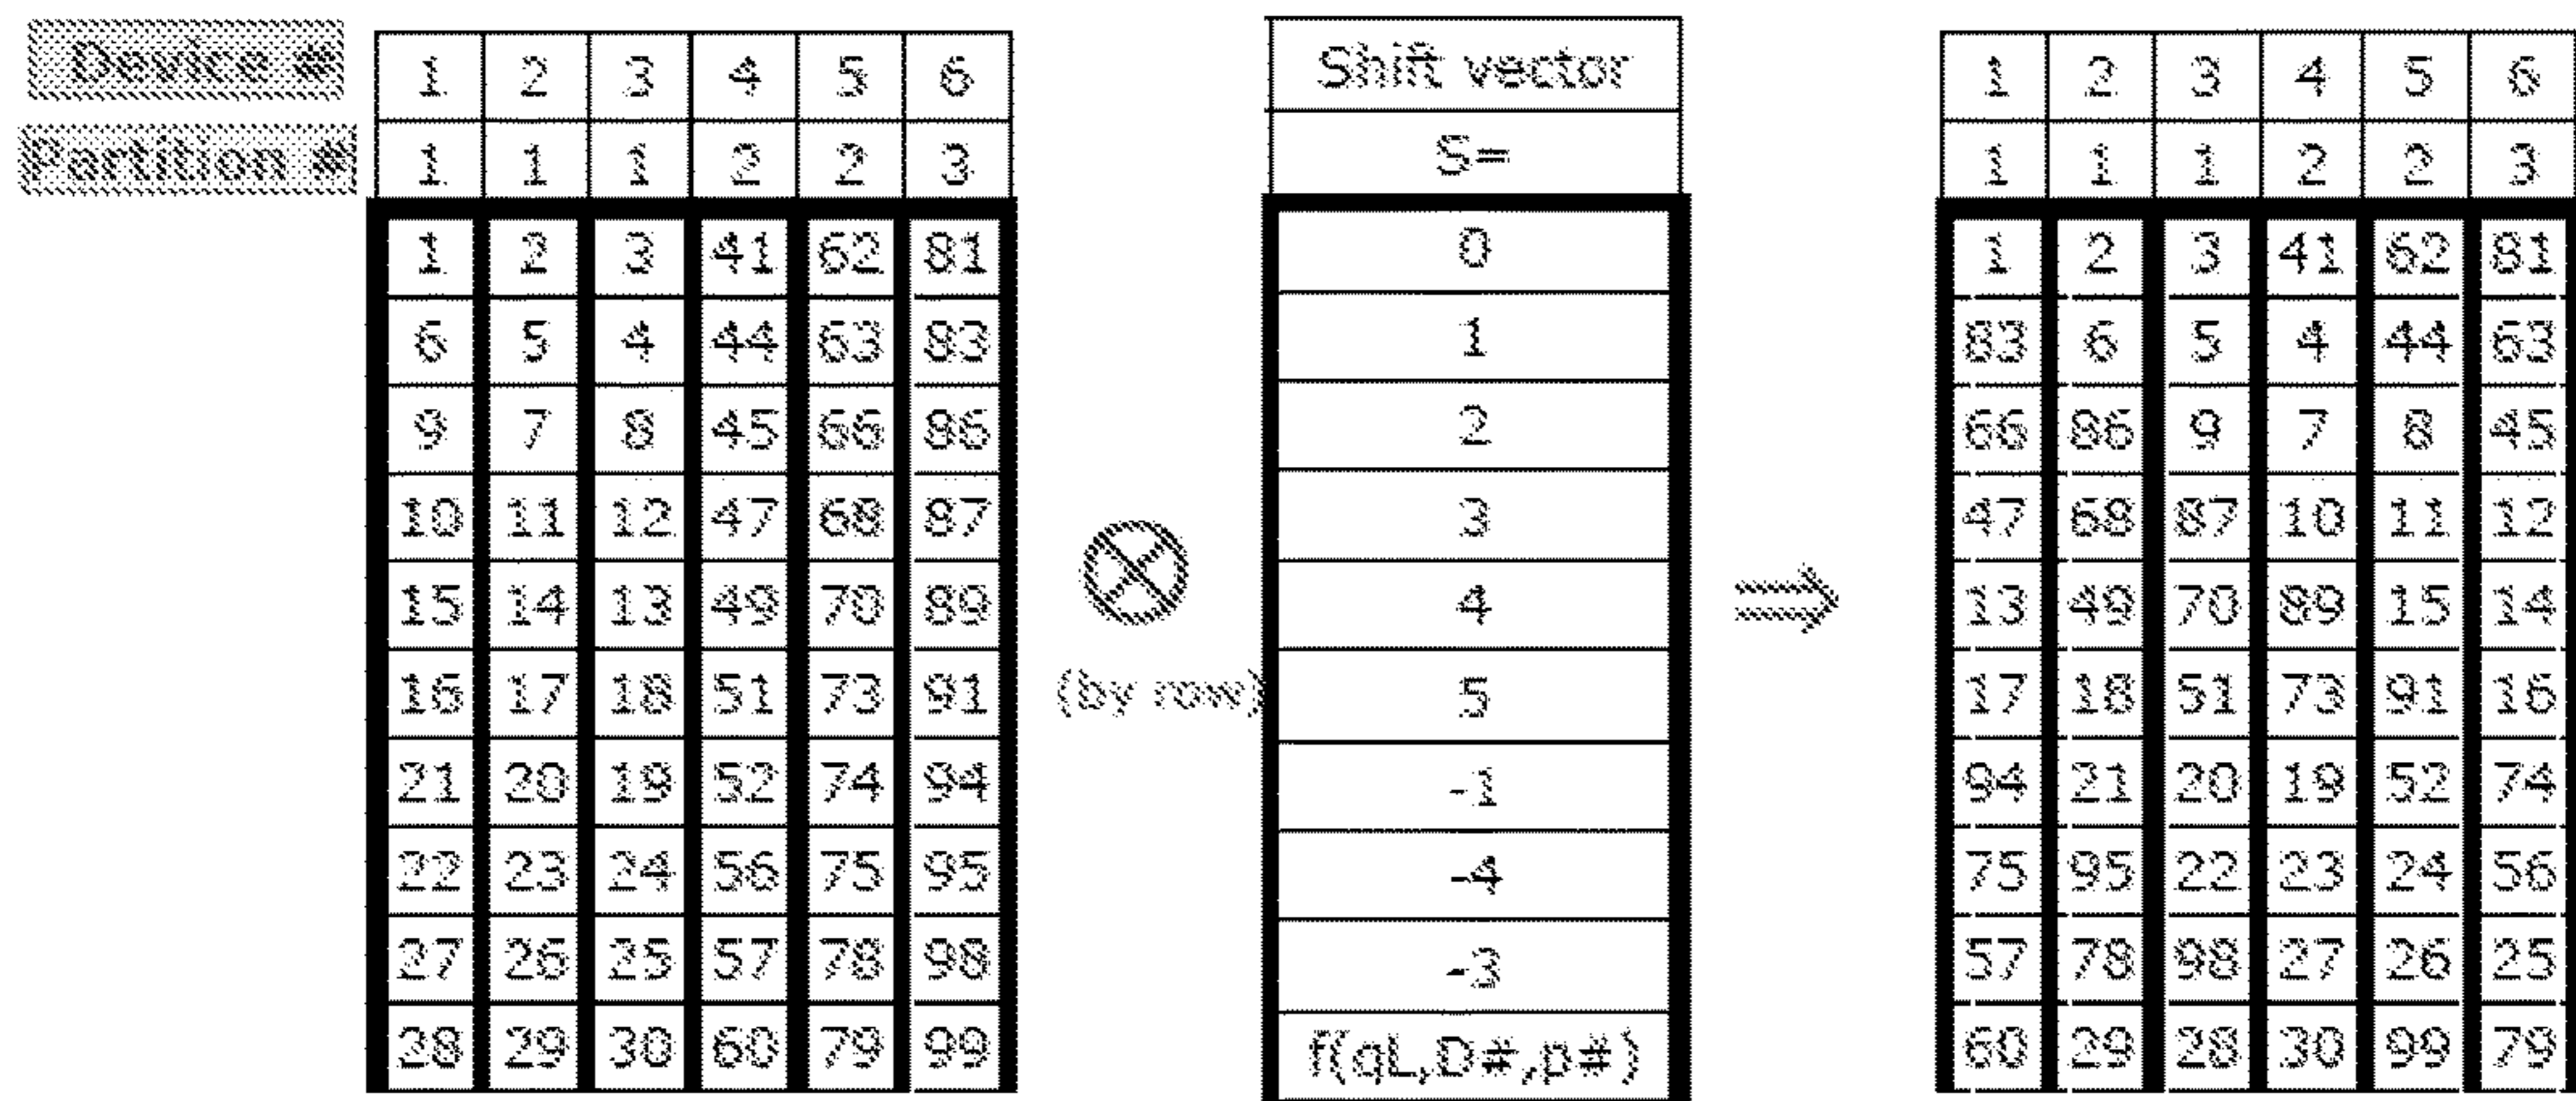 Device # 1 2 3 4 5 6 Shift vector 1 2 3 4 5 6
Partition # 1 1 1 2 2 3 S= 1 1 1 2 2 3
1 2 3 41 62 81 0 1 2 3 41 62 81
6 5 4 44 63 83 1 83 6 5 4 44 63
9 7 8 45 66 86 2 66 86 9 7 8 45
10 11 12 47 68 87 3 47 68 87 10 11 12
15 14 13 49 70 89 4 13 49 70 89 15 14
16 17 18 51 73 91 (by row) 5 17 18 51 73 91 16
21 20 19 52 74 94 -1 94 21 20 19 52 74
22 23 24 56 75 95 -4 75 95 22 23 24 56
27 26 25 57 78 98 -3 57 78 98 27 26 25
28 29 30 60 79 99 f(qL,D#,p#) 60 29 28 30 99 79